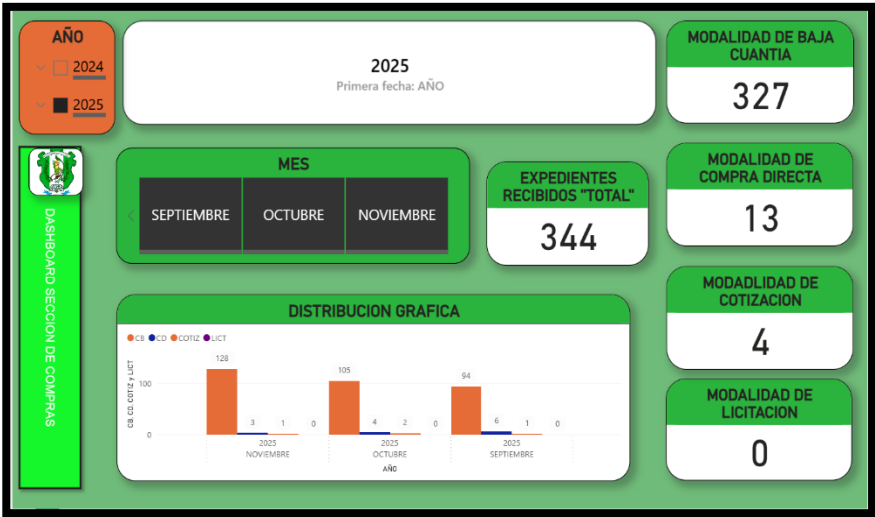 AÑO
2024
2025
2025
Primera fecha: AÑO
MODALIDAD DE BAJA
CUANTIA
327
DASHBOARD SECCION DE COMPRAS
MES
SEPTIEMBRE
OCTUBRE
NOVIEMBRE
EXPEDIENTES
RECIBIDOS "TOTAL"
344
MODALIDAD DE
COMPRA DIRECTA
13
DISTRIBUCION GRAFICA
CB CD COTIZ LICT
CB, CD, COTIZ y LICT
100
0
128
3
1
0
105
4
2
0
94
6
1
0
2025
NOVIEMBRE
2025
OCTUBRE
2025
SEPTIEMBRE
AÑO
MODADLIDAD DE
COTIZACION
4
MODALIDAD DE
LICITACION
0